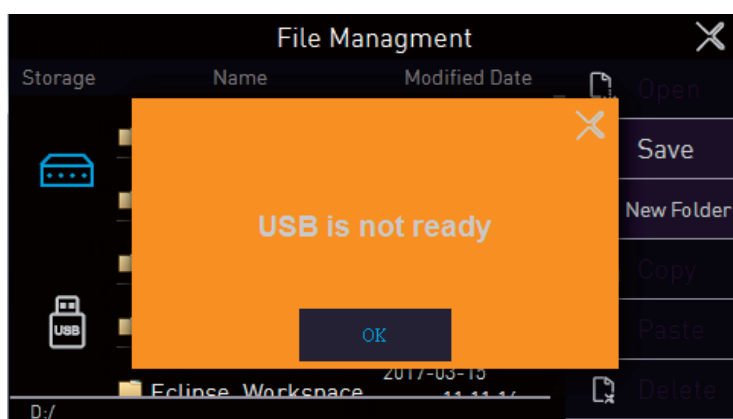 File Managment
Storage Name Modified Date
Open
Save
New Folder
Copy
Paste
Delete
USB is not ready
OK
USB
Eclipse_Workspace
2017-03-15
D:/